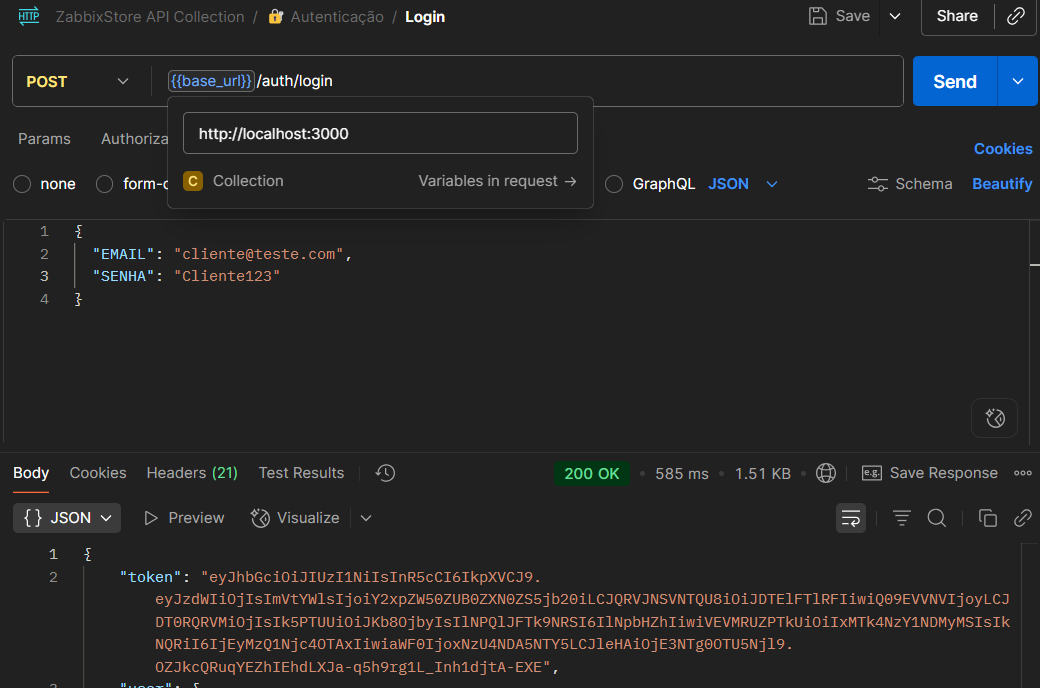 HTTP ZabbixStore API Collection / Autenticação / Login Save Share
POST {{base_url}}/auth/login Send
http://localhost:3000
Params Authoriza Cookies
C Collection Variables in request →
none form-c GraphQL JSON Schema Beautify
1 {
2 "EMAIL": "cliente@teste.com",
3 "SENHA": "Cliente123"
4 }
Body Cookies Headers (21) Test Results 200 OK • 585 ms • 1.51 KB • e.g. Save Response
{} JSON Preview Visualize
1 {
2 "token": "eyJhbGciOiJIUzI1NiIsInR5cCI6IkpXVCJ9.
eyJzdWIiOjIsImVtYWlsIjoiY2xpZW50ZUB0ZXN0ZS5jb20iLCJQRVJNSVNTQU8iOiJDTElFTlRFIiwiQ09EVVNVIjoyLCJ
DT0RQRVMiOjIsIk5PTUUiOiJKb8OjbyIsIlNPQlJFTk9NRSI6IlNpbHZhIiwiVEVMRUZPTkUiOiIxMTk4NzY1NDMyMSIsIk
NQRiI6IjEyMzQ1Njc4OTAxIiwiaWF0IjoxNzU4NDA5NTY5LCJleHAiOjE3NTg0OTU5Njl9.
OZJkcQRuqYEZhIEhdLXJa-q5h9rg1L_Inh1djtA-EXE",
"user": {